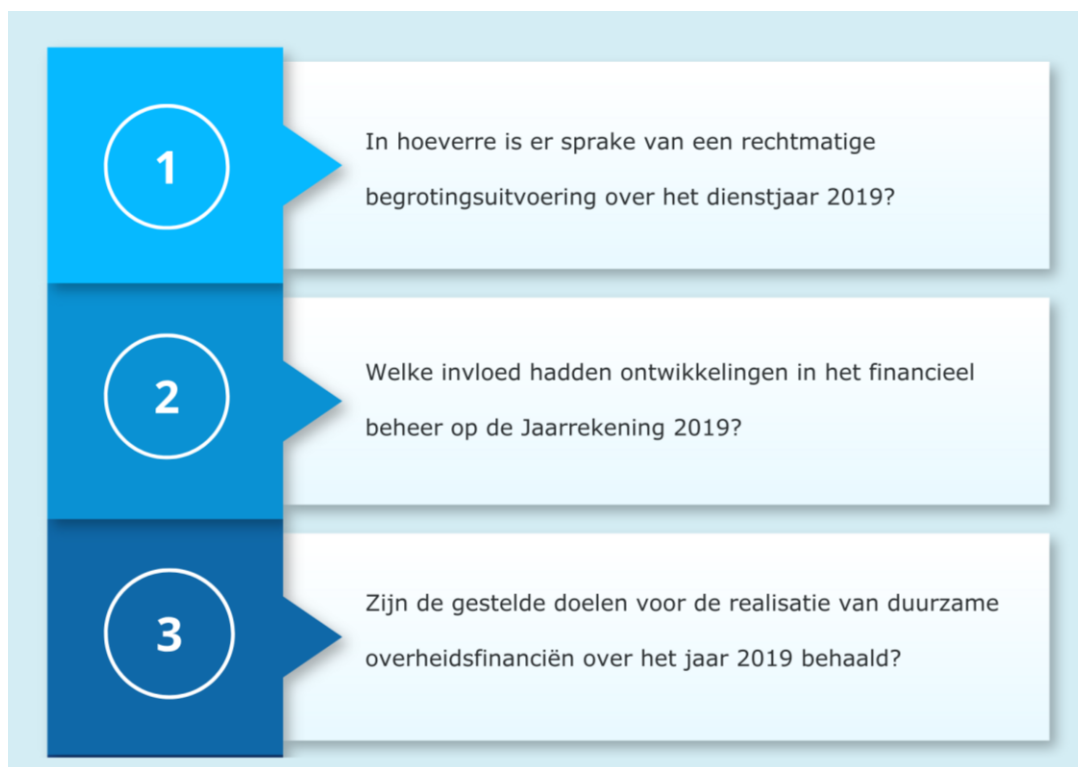 1
In hoeverre is er sprake van een rechtmatige
begrotingsuitvoering over het dienstjaar 2019?
2
Welke invloed hadden ontwikkelingen in het financieel
beheer op de Jaarrekening 2019?
3
Zijn de gestelde doelen voor de realisatie van duurzame
overheidsfinanciën over het jaar 2019 behaald?